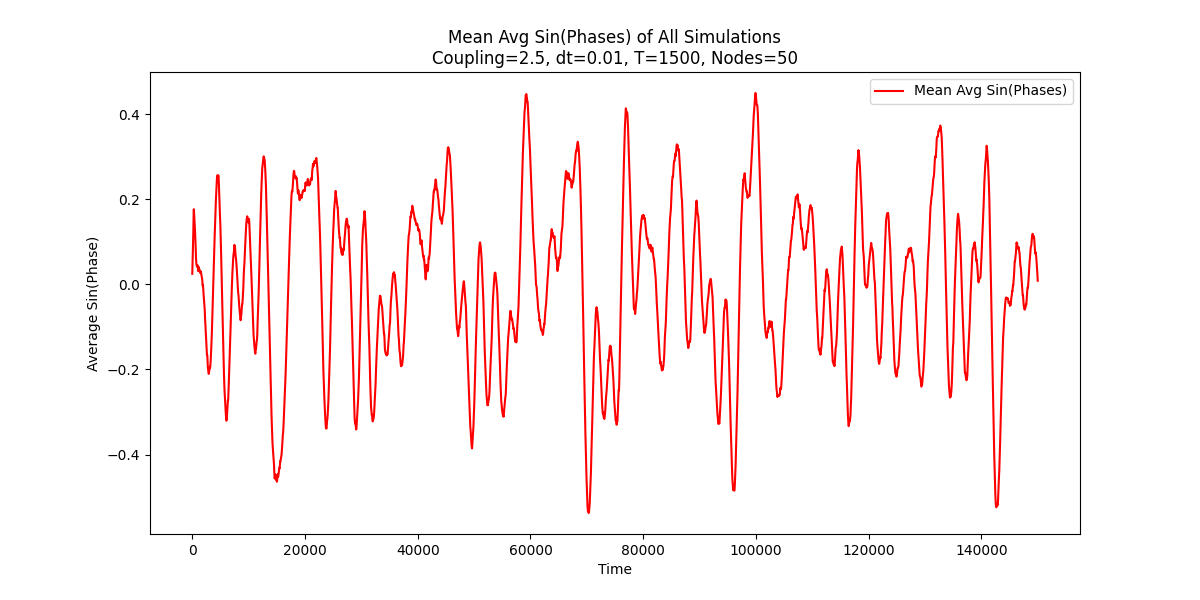 Mean Avg Sin(Phases) of All Simulations
Coupling=2.5, dt=0.01, T=1500, Nodes=50
Mean Avg Sin(Phases)
Average Sin(Phase)
0.4
0.2
0.0
−0.2
−0.4
0 20000 40000 60000 80000 100000 120000 140000
Time